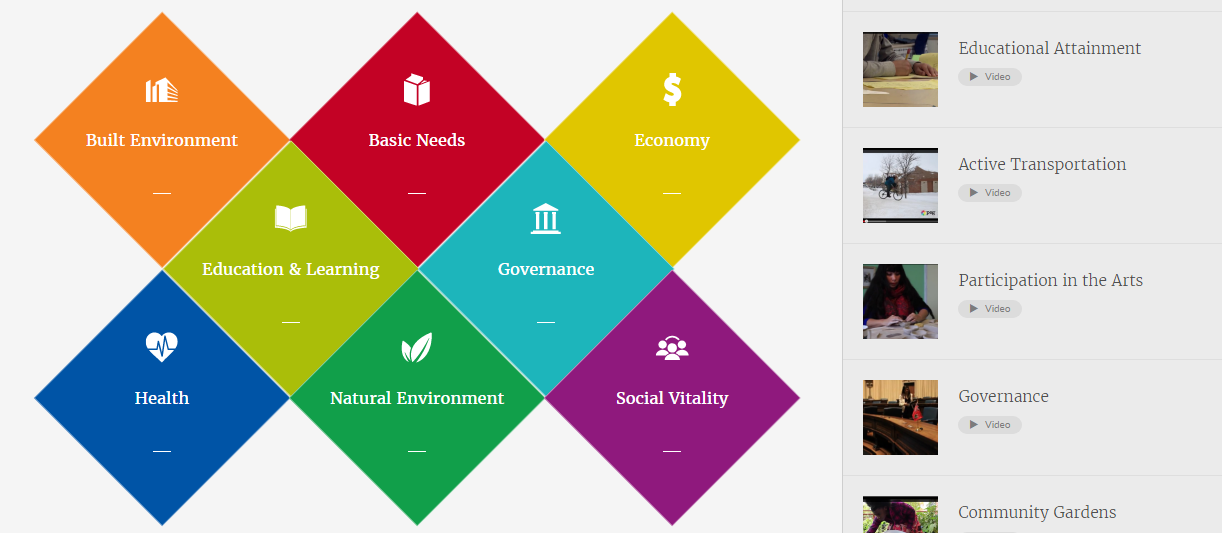 Built Environment
Basic Needs
Economy
Education & Learning
Governance
Health
Natural Environment
Social Vitality
Educational Attainment
Video
Active Transportation
Video
Participation in the Arts
Video
Governance
Video
Community Gardens